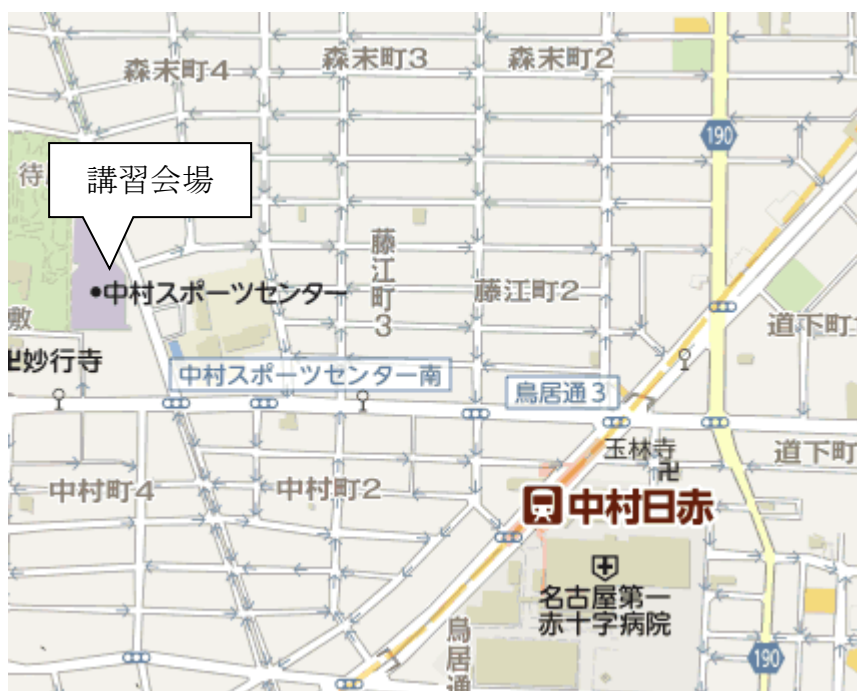 森末町4
森末町3
森末町2
190
待
講習会場
藤江町3
•中村スポーツセンター
藤江町2
敷
道下町
卍妙行寺
中村スポーツセンター南
鳥居通3
玉林寺
卍
道下町
中村町4
中村町2
中村日赤
名古屋第一
赤十字病院
鳥居通
190